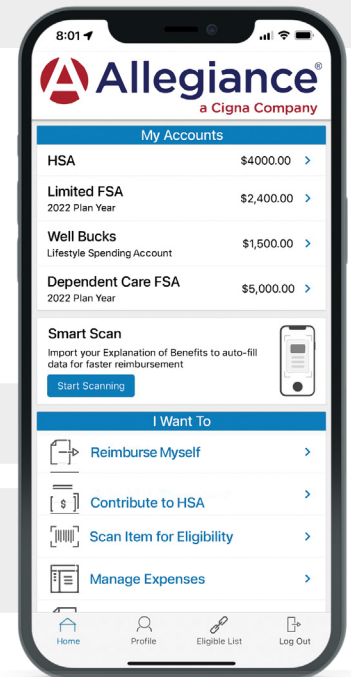 8:01
Allegiance®
a Cigna Company
My Accounts
HSA
$4000.00
Limited FSA
2022 Plan Year
$2,400.00
Well Bucks
Lifestyle Spending Account
$1,500.00
Dependent Care FSA
2022 Plan Year
$5,000.00
Smart Scan
Import your Explanation of Benefits to auto-fill
data for faster reimbursement
Start Scanning
I Want To
Reimburse Myself
$
Contribute to HSA
Scan Item for Eligibility
Manage Expenses
Home
Profile
Eligible List
Log Out